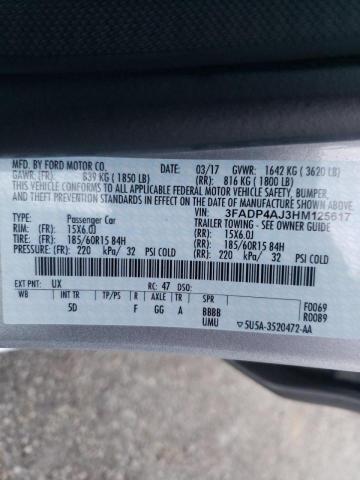 MFD. BY FORD MOTOR CO.
03/17 GVWR: 1642 KG ( 3620 LB)
GAWR: (FR): 839 KG ( 1850 LB) (RR): 816 KG ( 1800 LB)
THIS VEHICLE CONFORMS TO ALL APPLICABLE FEDERAL MOTOR VEHICLE SAFETY, BUMPER,
AND THEFT PREVENTION STANDARDS IN EFFECT ON THE DATE OF MANUFACTURE SHOWN ABOVE.
VIN: 3FADP4AJ3HM125617
Passenger Car TRAILER TOWING - SEE OWNER GUIDE
RIM: (FR): 15X6.0J (RR): 15X6.0J
TIRE: (FR): 185/60R15 84H (RR): 185/60R15 84H
PRESSURE: (FR): 220 kPa/ 32 PSI COLD (RR): 220 kPa/ 32 PSI COLD
EXT PNT: UX RC: 47 DSO:
WB INT TR TP/PS R AXLE TR SPR F0069
5D F GG A BBBB R0089
UMU 5U5A-3520472-AA